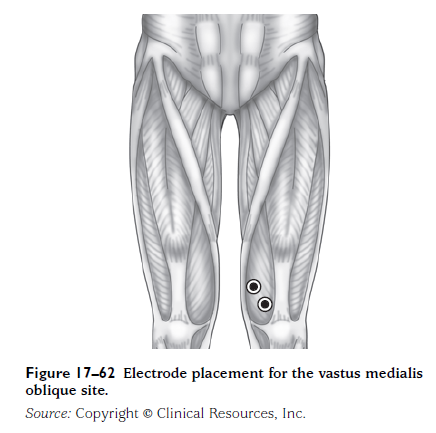 Figure 17–62 Electrode placement for the vastus medialis
oblique site.
Source: Copyright © Clinical Resources, Inc.